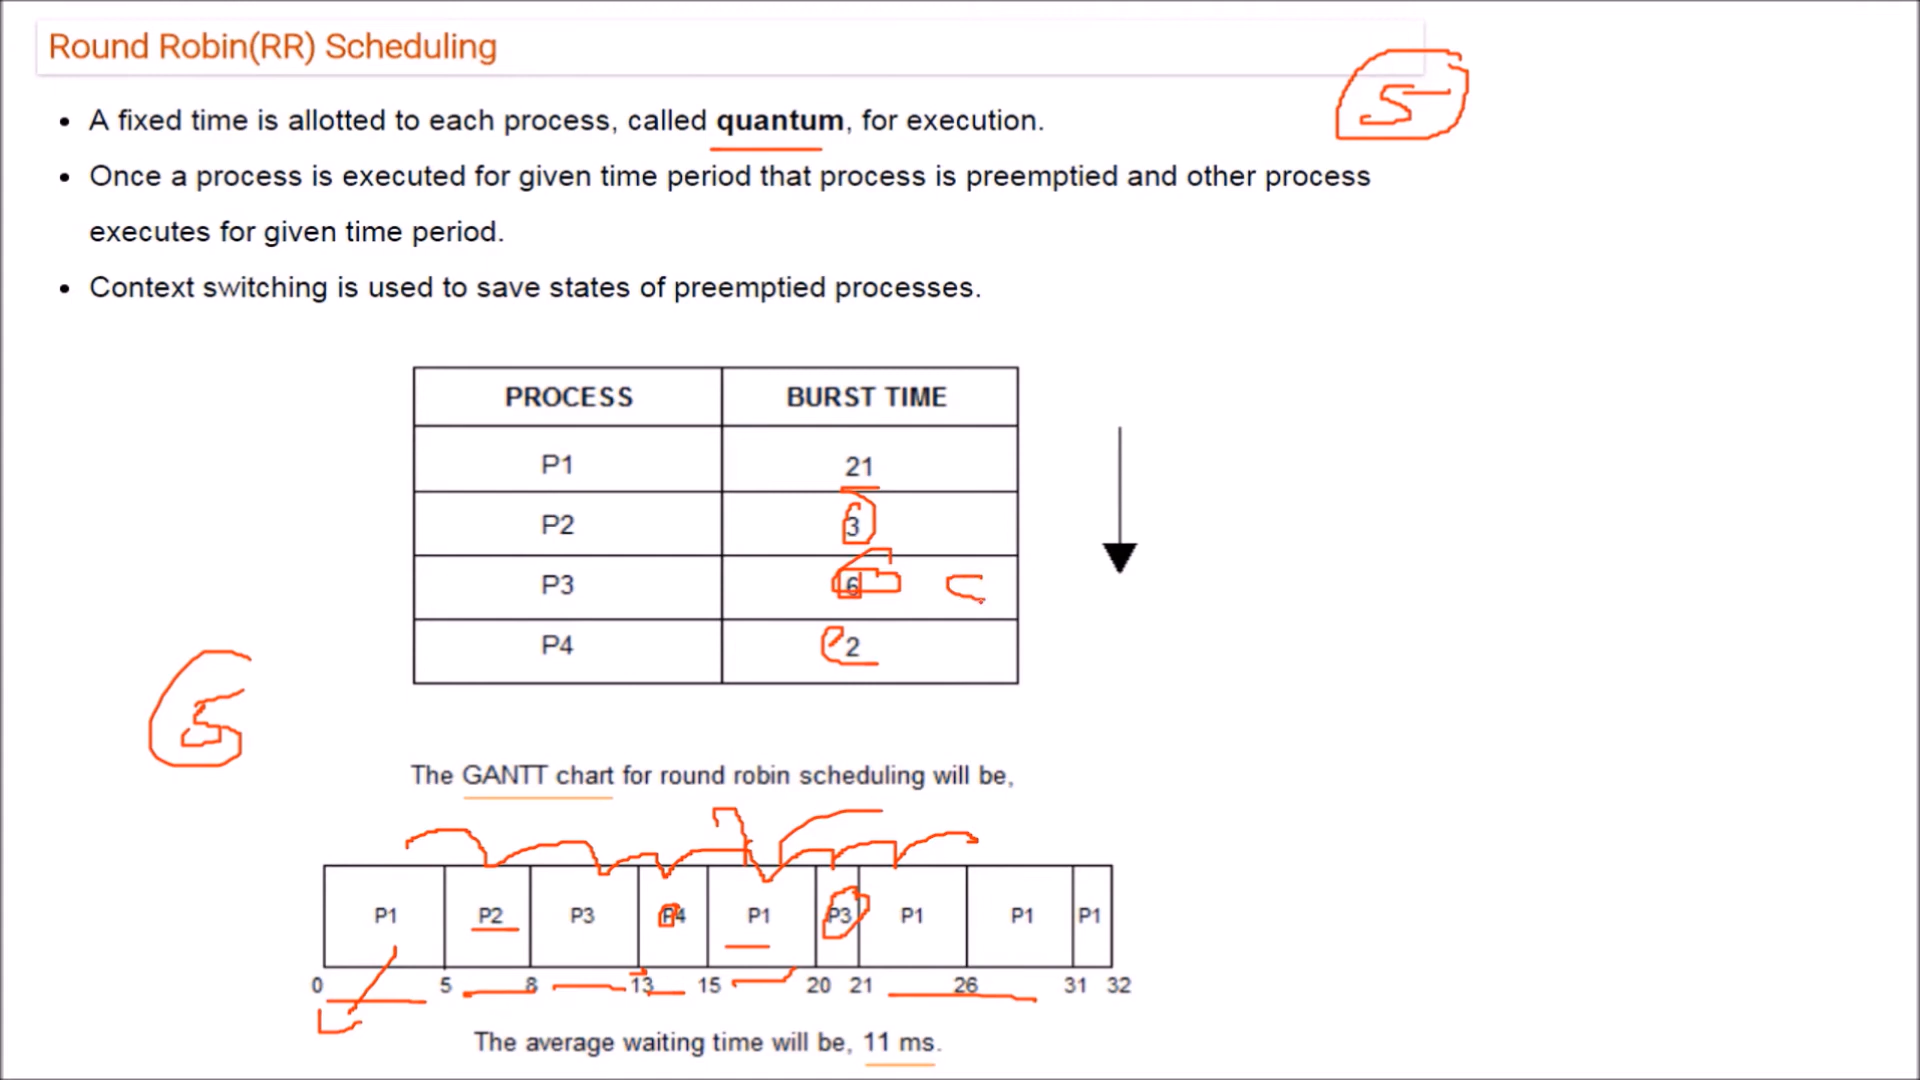 Round Robin(RR) Scheduling
5
• A fixed time is allotted to each process, called quantum, for execution.
• Once a process is executed for given time period that process is preemptied and other process
executes for given time period.
• Context switching is used to save states of preemptied processes.
PROCESS BURST TIME
P1 21
P2 3
P3 6
P4 2
The GANTT chart for round robin scheduling will be,
P1 P2 P3 P4 P1 P3 P1 P1 P1
0 5 8 13 15 20 21 26 31 32
The average waiting time will be, 11 ms.